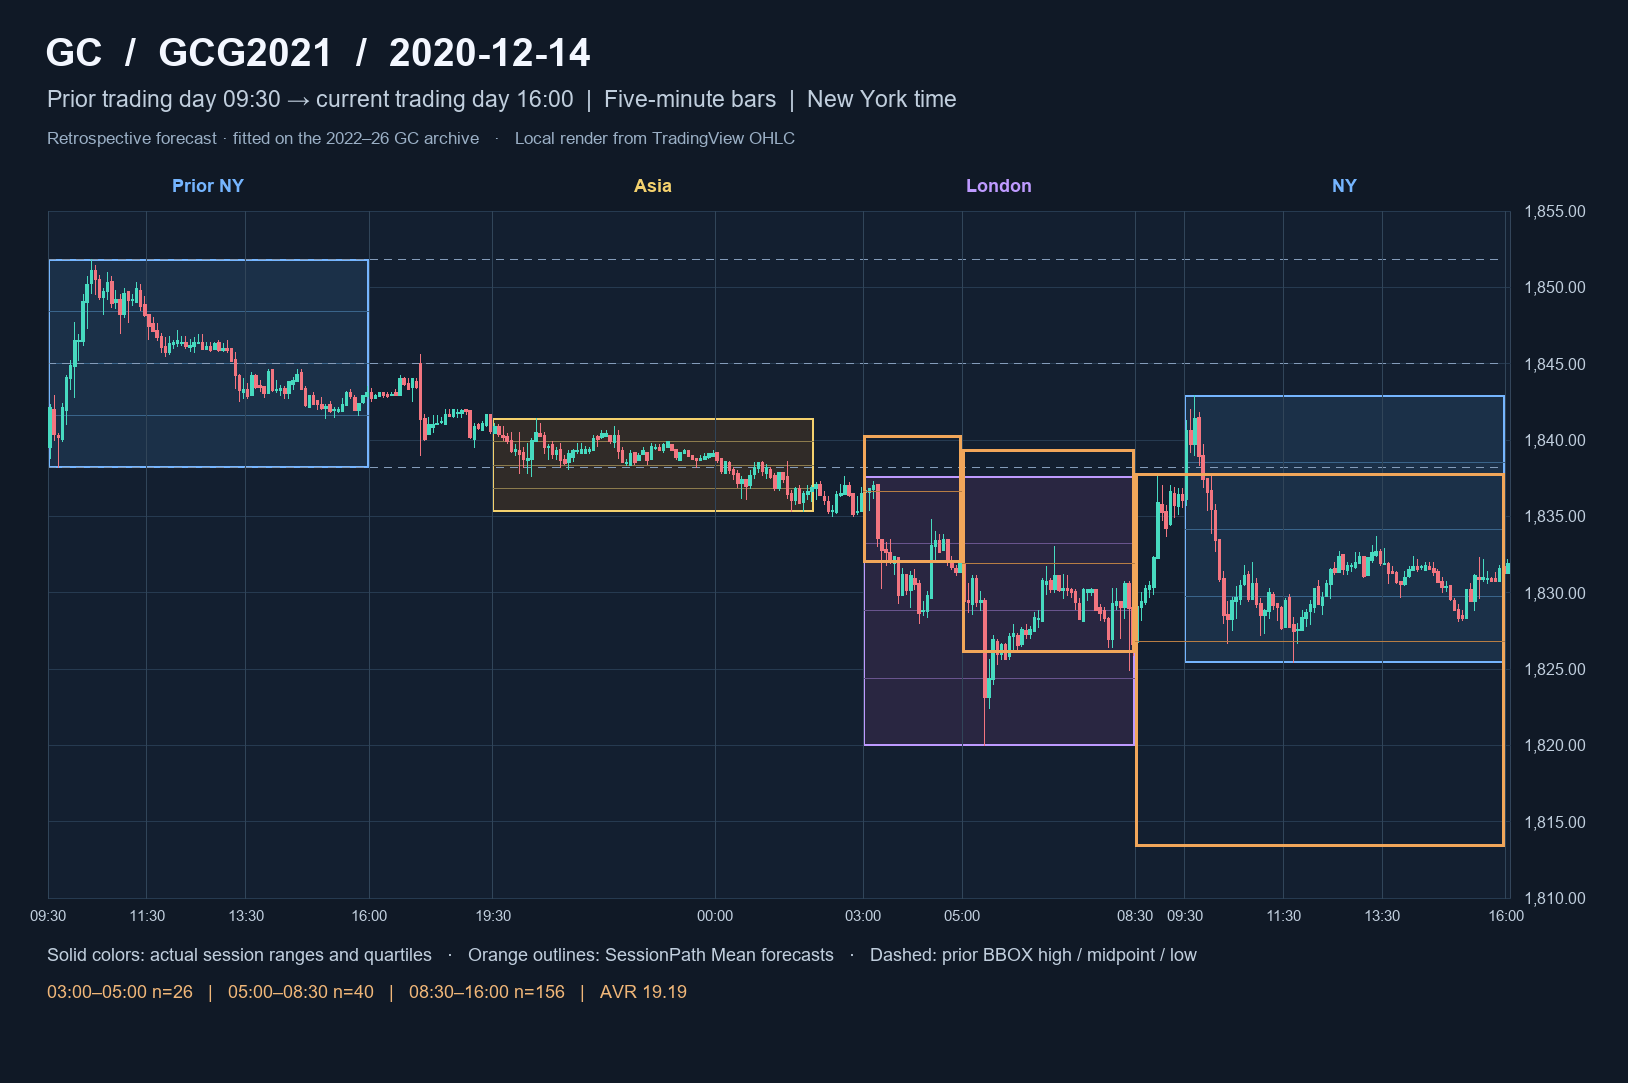 GC / GCG2021 / 2020-12-14
Prior trading day 09:30 → current trading day 16:00 | Five-minute bars | New York time
Retrospective forecast · fitted on the 2022–26 GC archive · Local render from TradingView OHLC
Prior NY Asia London NY
1,855.00
1,850.00
1,845.00
1,840.00
1,835.00
1,830.00
1,825.00
1,820.00
1,815.00
1,810.00
09:30 11:30 13:30 16:00 19:30 00:00 03:00 05:00 08:30 09:30 11:30 13:30 16:00
Solid colors: actual session ranges and quartiles · Orange outlines: SessionPath Mean forecasts · Dashed: prior BBOX high / midpoint / low
03:00–05:00 n=26 | 05:00–08:30 n=40 | 08:30–16:00 n=156 | AVR 19.19